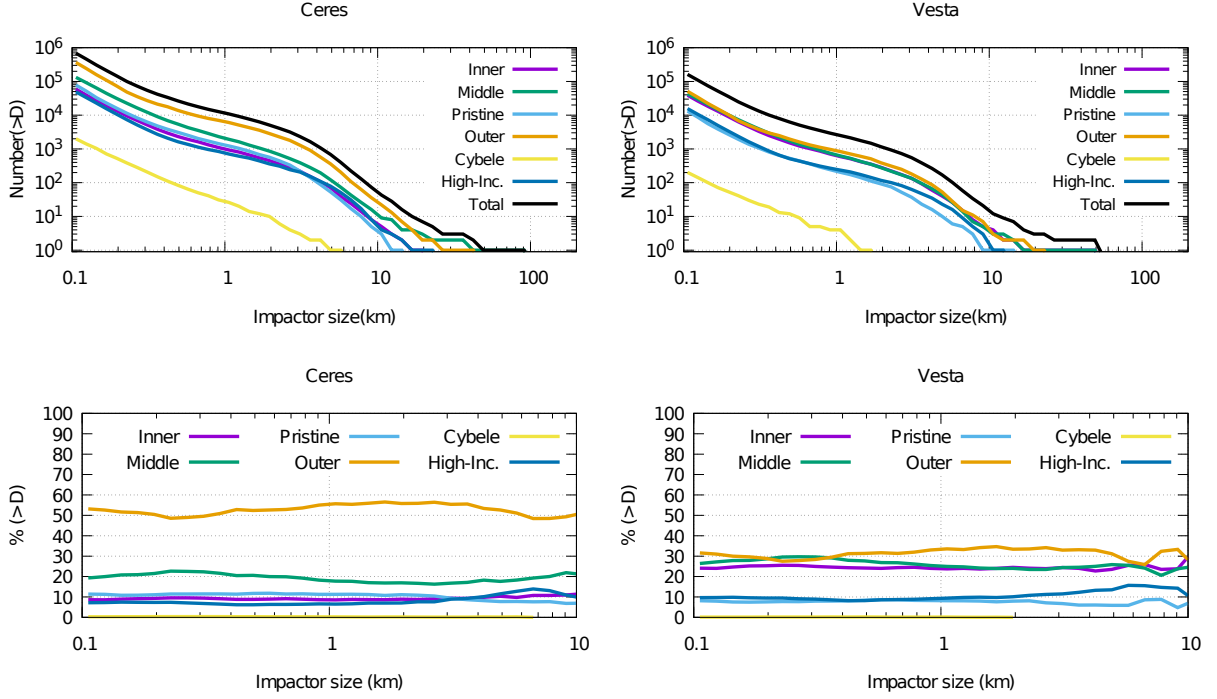 Ceres
Number(>D)
10^6
10^5
10^4
10^3
10^2
10^1
10^0
0.1
1
10
100
Impactor size(km)
Inner
Middle
Pristine
Outer
Cybele
High-Inc.
Total
Vesta
Number(>D)
10^6
10^5
10^4
10^3
10^2
10^1
10^0
0.1
1
10
100
Impactor size(km)
Inner
Middle
Pristine
Outer
Cybele
High-Inc.
Total
Ceres
% (>D)
100
90
80
70
60
50
40
30
20
10
0
0.1
1
10
Impactor size (km)
Inner
Pristine
Cybele
Middle
Outer
High-Inc.
Vesta
% (>D)
100
90
80
70
60
50
40
30
20
10
0
0.1
1
10
Impactor size (km)
Inner
Pristine
Cybele
Middle
Outer
High-Inc.